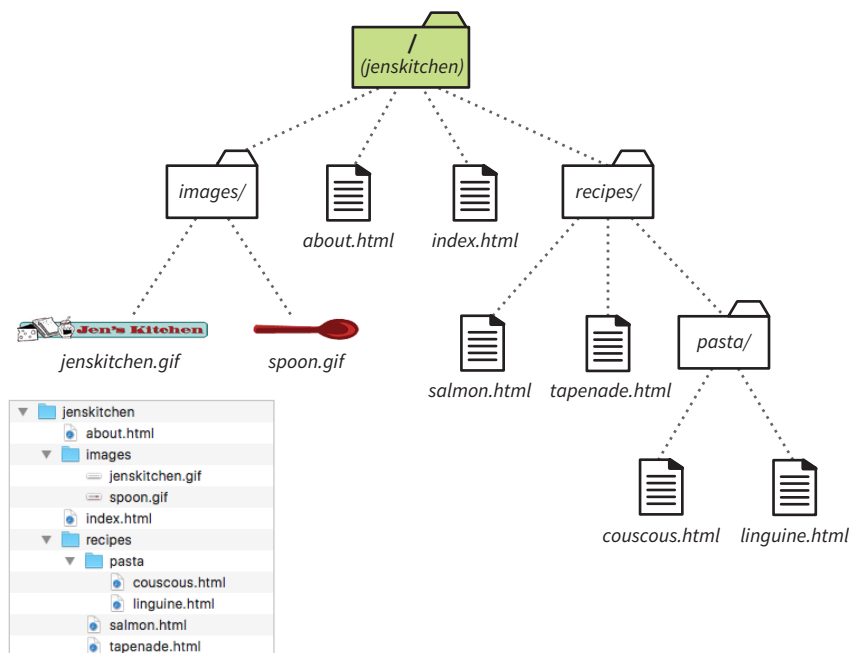 /
(jenskitchen)
images/
recipes/
about.html
index.html
Jen's Kitchen
jenskitchen.gif
spoon.gif
salmon.html
tapenade.html
pasta/
couscous.html
linguine.html
jenskitchen
about.html
images
jenskitchen.gif
spoon.gif
index.html
recipes
pasta
couscous.html
linguine.html
salmon.html
tapenade.html